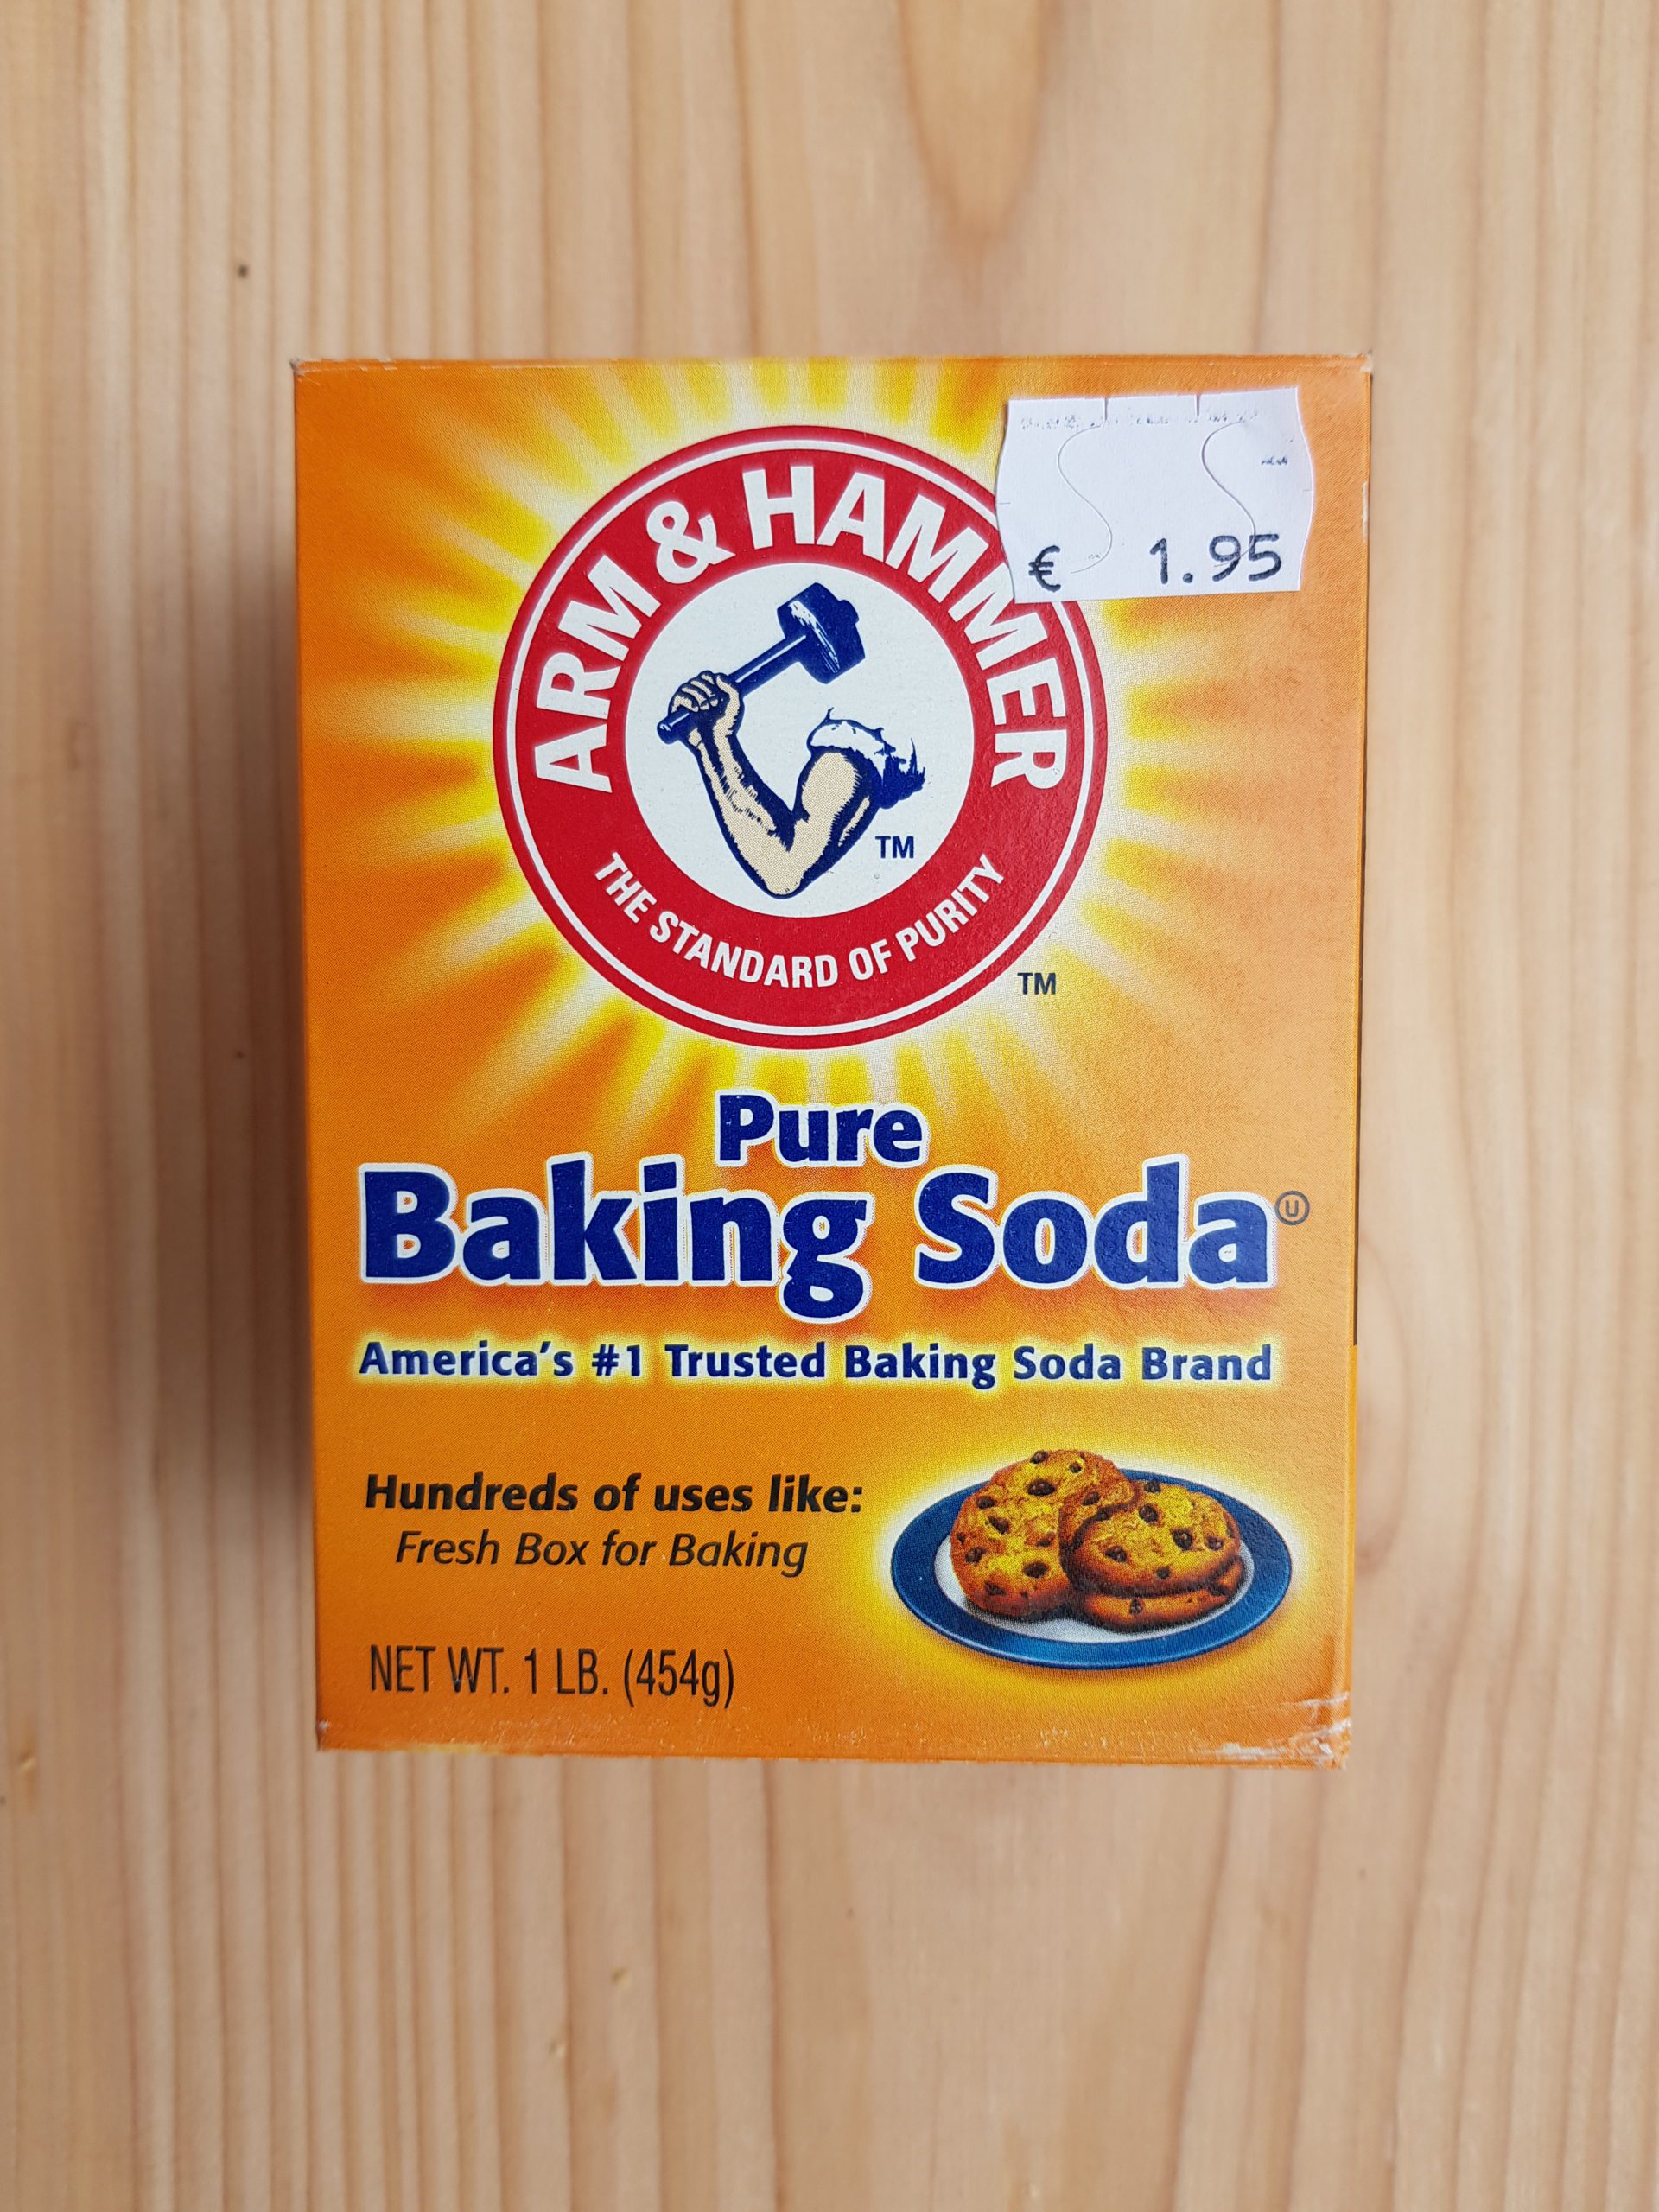 ARM & HAMMER
€ 1.95
TM
THE STANDARD OF PURITY
TM
Pure
Baking Soda Ⓤ
America's #1 Trusted Baking Soda Brand
Hundreds of uses like:
Fresh Box for Baking
NET WT. 1 LB. (454g)